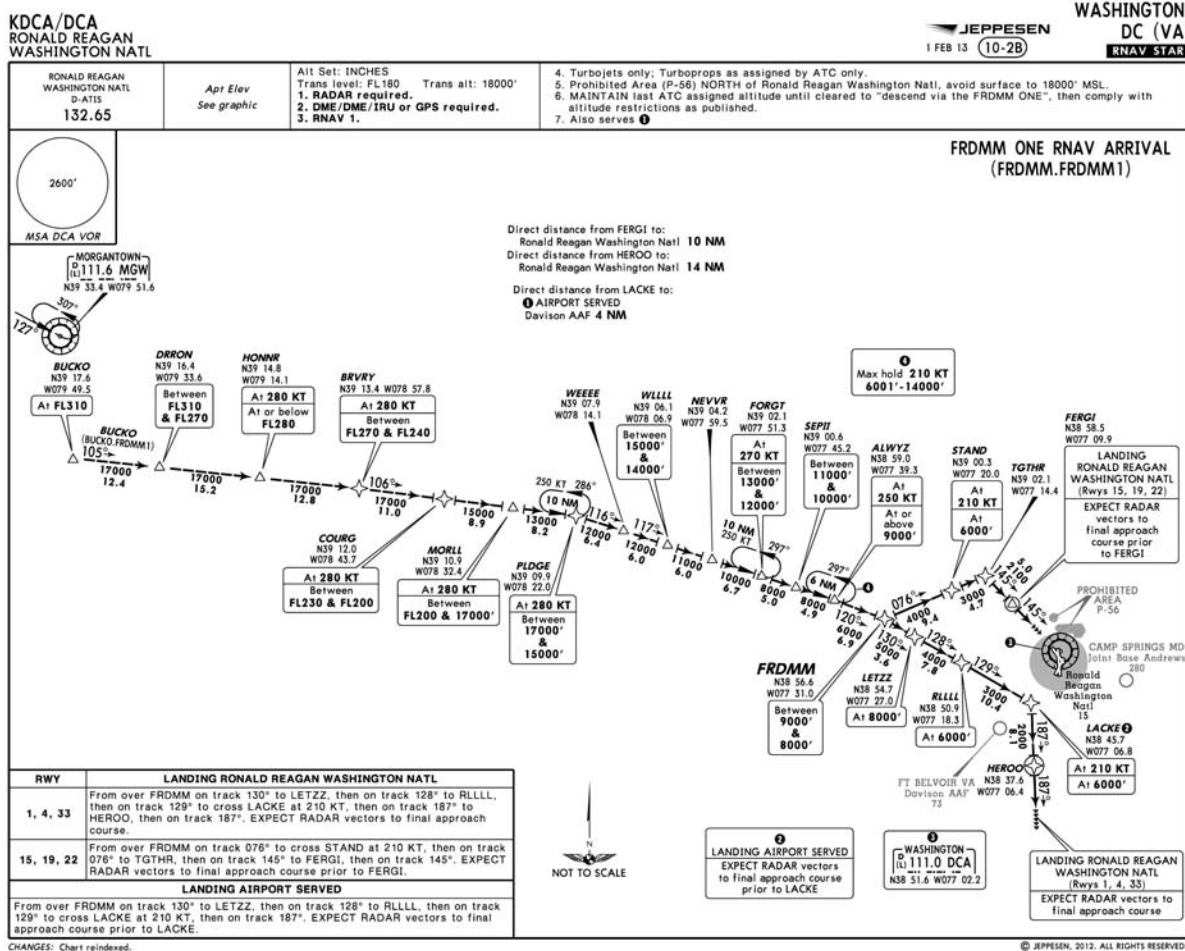 KDCA/DCA
RONALD REAGAN
WASHINGTON NATL
JEPPESEN
1 FEB 13
10-2B
WASHINGTON
DC (VA
RNAV STAR
RONALD REAGAN
WASHINGTON NATL
D-ATIS
132.65
Apt Elev
See graphic
Alt Set: INCHES
Trans level: FL180 Trans alt: 18000'
1. RADAR required.
2. DME/DME/IRU or GPS required.
3. RNAV 1.
4. Turbojets only; Turboprops as assigned by ATC only.
5. Prohibited Area (P-56) NORTH of Ronald Reagan Washington Natl, avoid surface to 18000' MSL.
6. MAINTAIN last ATC assigned altitude until cleared to "descend via the FRDMM ONE", then comply with
altitude restrictions as published.
7. Also serves ❶
FRDMM ONE RNAV ARRIVAL
(FRDMM.FRDMM1)
2600'
MSA DCA VOR
Direct distance from FERGI to:
Ronald Reagan Washington Natl 10 NM
Direct distance from HEROO to:
Ronald Reagan Washington Natl 14 NM
Direct distance from LACKE to:
❶ AIRPORT SERVED
Davison AAF 4 NM
MORGANTOWN
D
(L) 111.6 MGW
N39 33.4 W079 51.6
307°
127°
BUCKO
N39 17.6
W079 49.5
At FL310
BUCKO
(BUCKO.FRDMM1)
105°
17000
12.4
DRRON
N39 16.4
W079 33.6
Between
FL310
& FL270
17000
15.2
HONNR
N39 14.8
W079 14.1
At 280 KT
At or below
FL280
17000
12.8
BRVRY
N39 13.4 W078 57.8
At 280 KT
Between
FL270 & FL240
106°
17000
11.0
COURG
N39 12.0
W078 43.7
At 280 KT
Between
FL230 & FL200
15000
8.9
MORLL
N39 10.9
W078 32.4
At 280 KT
Between
FL200 & 17000'
13000
8.2
250 KT 286°
10 NM
PLDGE
N39 09.9
W078 22.0
At 280 KT
Between
17000'
&
15000'
116°
12000
6.4
WEEEE
N39 07.9
W078 14.1
12000
6.0
WLLLL
N39 06.1
W078 06.9
Between
15000'
&
14000'
117°
11000
6.0
NEVVR
N39 04.2
W077 59.5
10000
6.7
FORGT
N39 02.1
W077 51.3
At
270 KT
Between
13000'
&
12000'
10 NM
250 KT
297°
8000
5.0
SEPII
N39 00.6
W077 45.2
Between
11000'
&
10000'
8000
4.9
ALWYZ
N38 59.0
W077 39.3
At
250 KT
At or
above
9000'
297°
6 NM
❹
❹
Max hold 210 KT
6001'-14000'
120°
6000
6.9
FRDMM
N38 56.6
W077 31.0
Between
9000'
&
8000'
076°
4000
9.4
STAND
N39 00.3
W077 20.0
At
210 KT
At
6000'
3000
4.7
TGTHR
N39 02.1
W077 14.4
5.0
2100
145°
FERGI
N38 58.5
W077 09.9
LANDING
RONALD REAGAN
WASHINGTON NATL
(Rwys 15, 19, 22)
EXPECT RADAR
vectors to
final approach
course prior
to FERGI
145°
PROHIBITED
AREA
P-56
❸
CAMP SPRINGS MD
Joint Base Andrews
280
Ronald
Reagan
Washington
Natl
15
130°
5000
3.6
LETZZ
N38 54.7
W077 27.0
At 8000'
128°
4000
7.8
RLLLL
N38 50.9
W077 18.3
At 6000'
129°
3000
10.4
LACKE❷
N38 45.7
W077 06.8
At 210 KT
At 6000'
187°
2000
8.1
HEROO
N38 37.6
W077 06.4
187°
FT BELVOIR VA
Davison AAF
73
LANDING RONALD REAGAN
WASHINGTON NATL
(Rwys 1, 4, 33)
EXPECT RADAR vectors to
final approach course
❷
LANDING AIRPORT SERVED
EXPECT RADAR vectors
to final approach course
prior to LACKE
❸
WASHINGTON
D
(L) 111.0 DCA
N38 51.6 W077 02.2
N
NOT TO SCALE
RWY LANDING RONALD REAGAN WASHINGTON NATL
1, 4, 33
From over FRDMM on track 130° to LETZZ, then on track 128° to RLLLL,
then on track 129° to cross LACKE at 210 KT, then on track 187° to
HEROO, then on track 187°. EXPECT RADAR vectors to final approach
course.
15, 19, 22
From over FRDMM on track 076° to cross STAND at 210 KT, then on track
076° to TGTHR, then on track 145° to FERGI, then on track 145°. EXPECT
RADAR vectors to final approach course prior to FERGI.
LANDING AIRPORT SERVED
From over FRDMM on track 130° to LETZZ, then on track 128° to RLLLL, then on track
129° to cross LACKE at 210 KT, then on track 187°. EXPECT RADAR vectors to final
approach course prior to LACKE.
CHANGES: Chart reindexed.
© JEPPESEN, 2012. ALL RIGHTS RESERVED